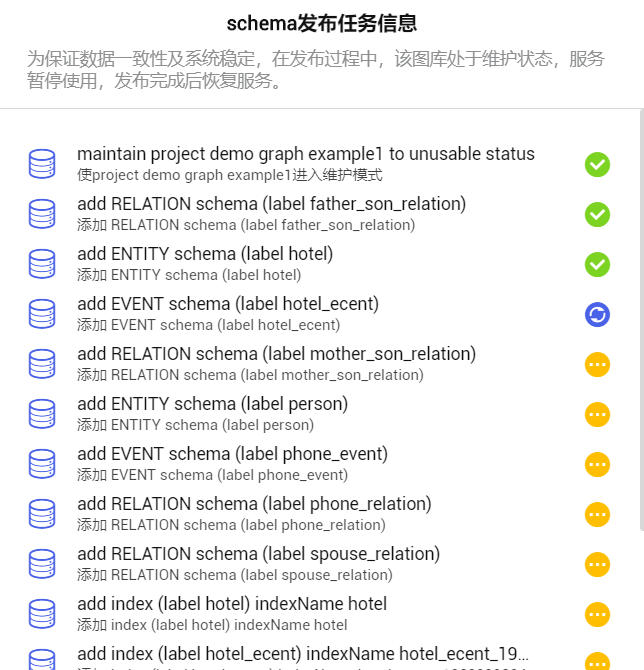 schema发布任务信息
为保证数据一致性及系统稳定，在发布过程中，该图库处于维护状态，服务
暂停使用，发布完成后恢复服务。
maintain project demo graph example1 to unusable status
使project demo graph example1进入维护模式
add RELATION schema (label father_son_relation)
添加 RELATION schema (label father_son_relation)
add ENTITY schema (label hotel)
添加 ENTITY schema (label hotel)
add EVENT schema (label hotel_ecent)
添加 EVENT schema (label hotel_ecent)
add RELATION schema (label mother_son_relation)
添加 RELATION schema (label mother_son_relation)
add ENTITY schema (label person)
添加 ENTITY schema (label person)
add EVENT schema (label phone_event)
添加 EVENT schema (label phone_event)
add RELATION schema (label phone_relation)
添加 RELATION schema (label phone_relation)
add RELATION schema (label spouse_relation)
添加 RELATION schema (label spouse_relation)
add index (label hotel) indexName hotel
添加 index (label hotel) indexName hotel
add index (label hotel_ecent) indexName hotel_ecent_19...